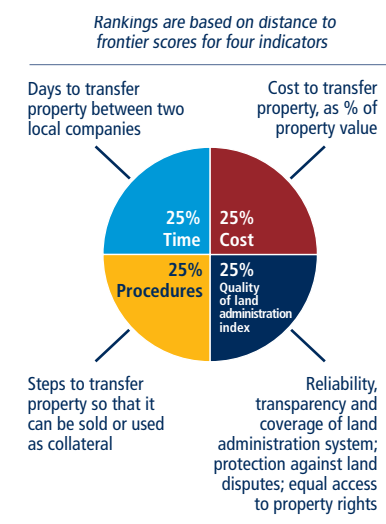 Rankings are based on distance to
frontier scores for four indicators
Days to transfer
property between two
local companies
Cost to transfer
property, as % of
property value
25%
Time
25%
Cost
25%
Procedures
25%
Quality
of land
administration
index
Steps to transfer
property so that it
can be sold or used
as collateral
Reliability,
transparency and
coverage of land
administration system;
protection against land
disputes; equal access
to property rights